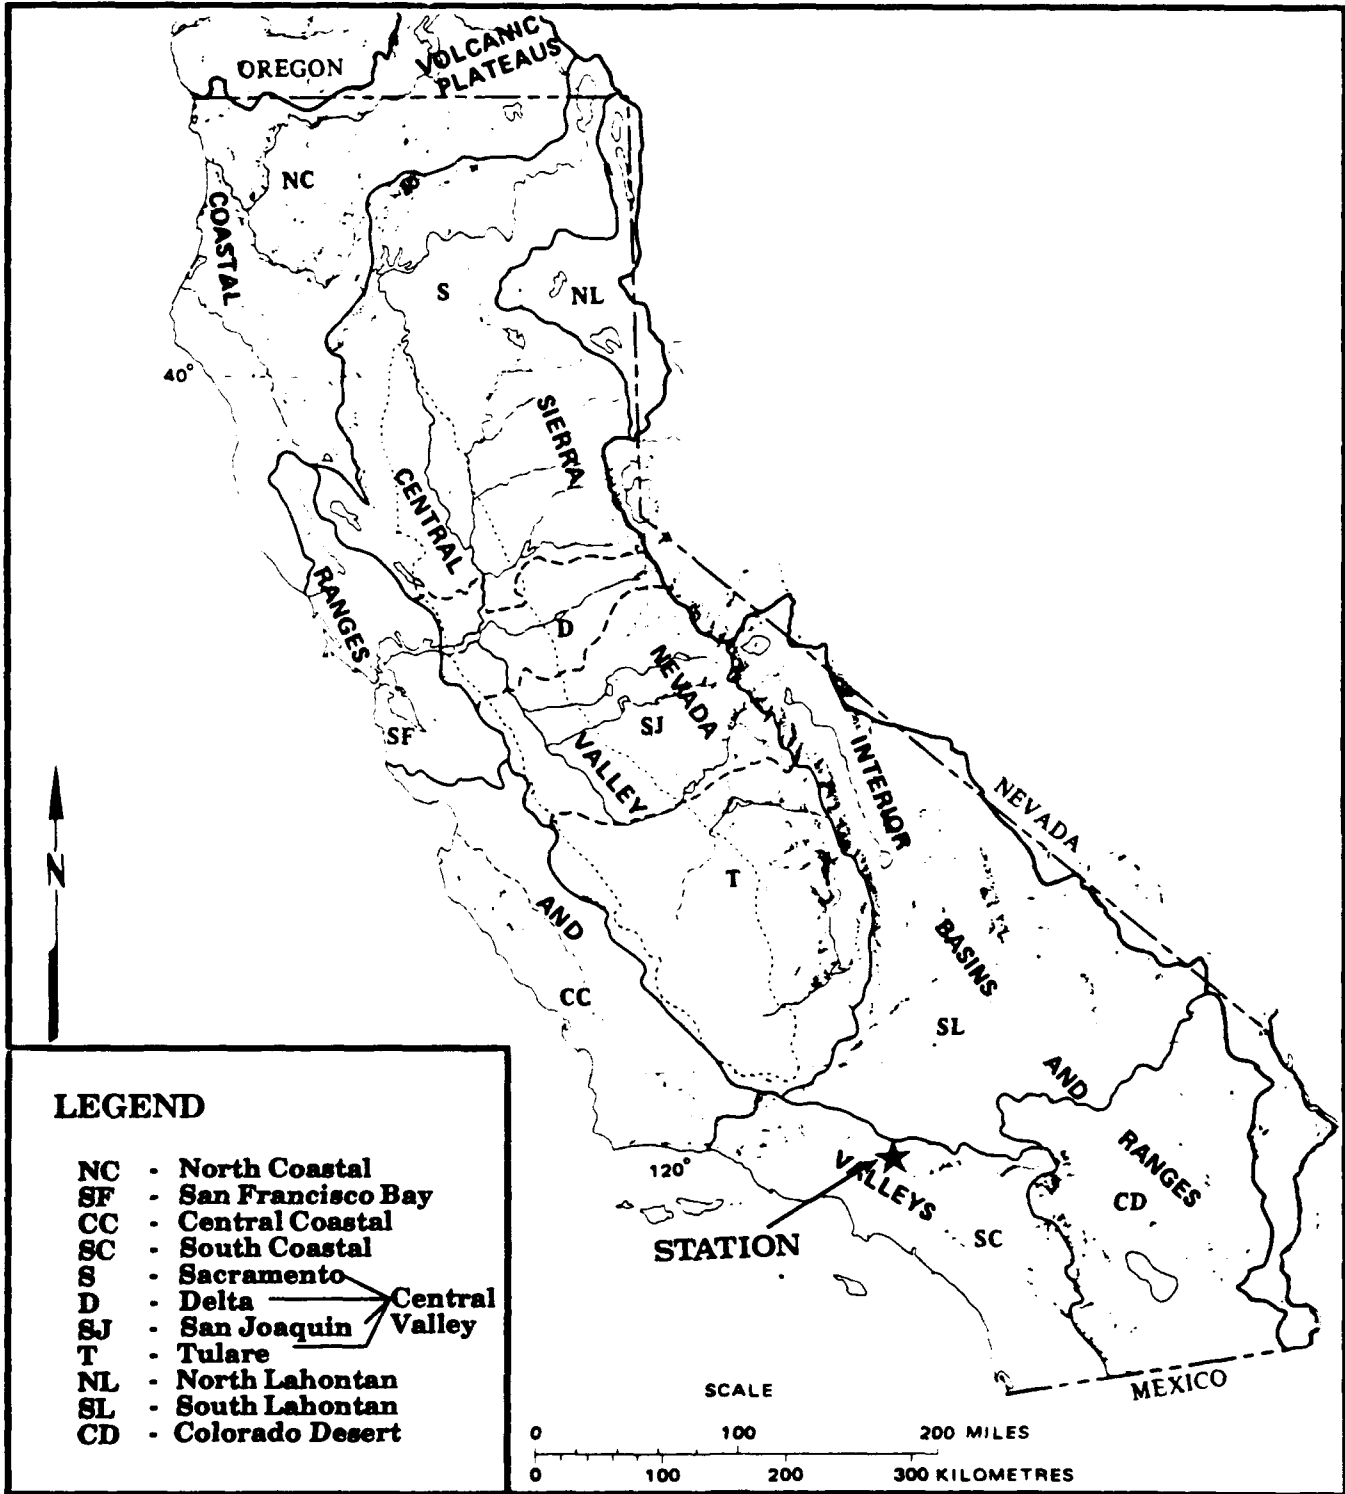 OREGON
VOLCANIC
PLATEAUS
NC
COASTAL
S
NL
40°
SIERRA
CENTRAL
RANGES
D
NEVADA
SF
SJ
VALLEY
INTERIOR
NEVADA
N
T
AND
BASINS
CC
SL
AND
RANGES
120°
VALLEYS
CD
STATION
SC
MEXICO
LEGEND
NC - North Coastal
SF - San Francisco Bay
CC - Central Coastal
SC - South Coastal
S - Sacramento
D - Delta
Central
SJ - San Joaquin
Valley
T - Tulare
NL - North Lahontan
SL - South Lahontan
CD - Colorado Desert
SCALE
0 100 200 MILES
0 100 200 300 KILOMETRES